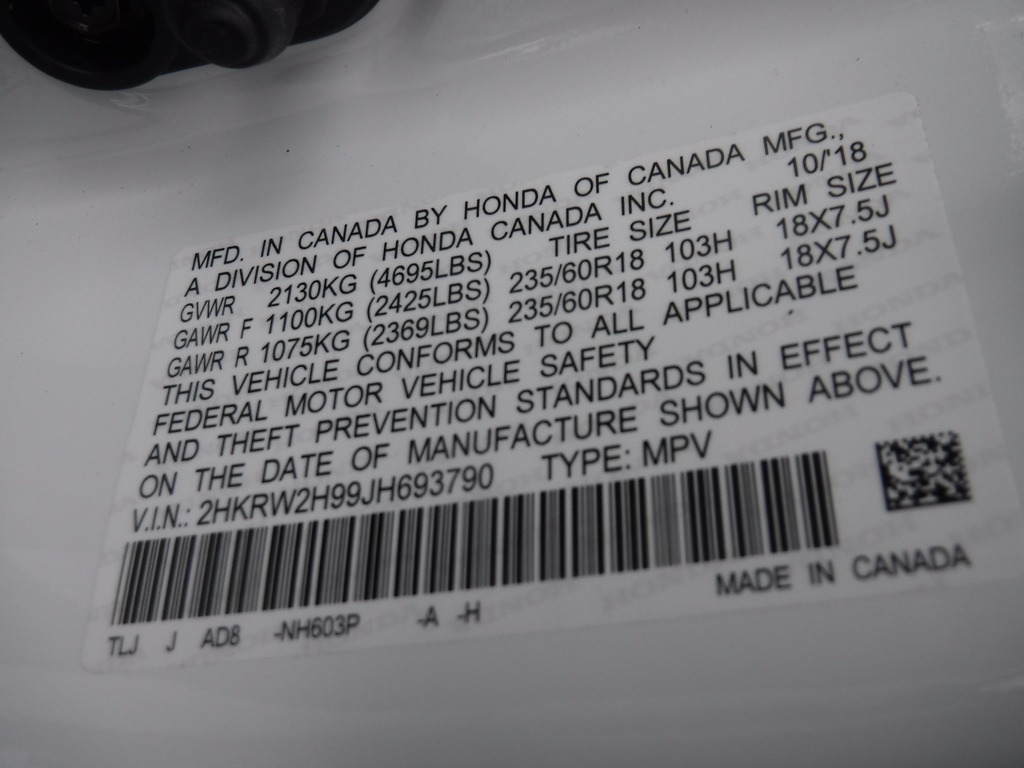 MFD. IN CANADA BY HONDA OF CANADA MFG.,
A DIVISION OF HONDA CANADA INC. 10/'18
GVWR 2130KG (4695LBS) TIRE SIZE RIM SIZE
GAWR F 1100KG (2425LBS) 235/60R18 103H 18X7.5J
GAWR R 1075KG (2369LBS) 235/60R18 103H 18X7.5J
THIS VEHICLE CONFORMS TO ALL APPLICABLE
FEDERAL MOTOR VEHICLE SAFETY
AND THEFT PREVENTION STANDARDS IN EFFECT
ON THE DATE OF MANUFACTURE SHOWN ABOVE.
V.I.N.: 2HKRW2H99JH693790 TYPE: MPV
MADE IN CANADA
TLJ J AD8 -NH603P -A -H